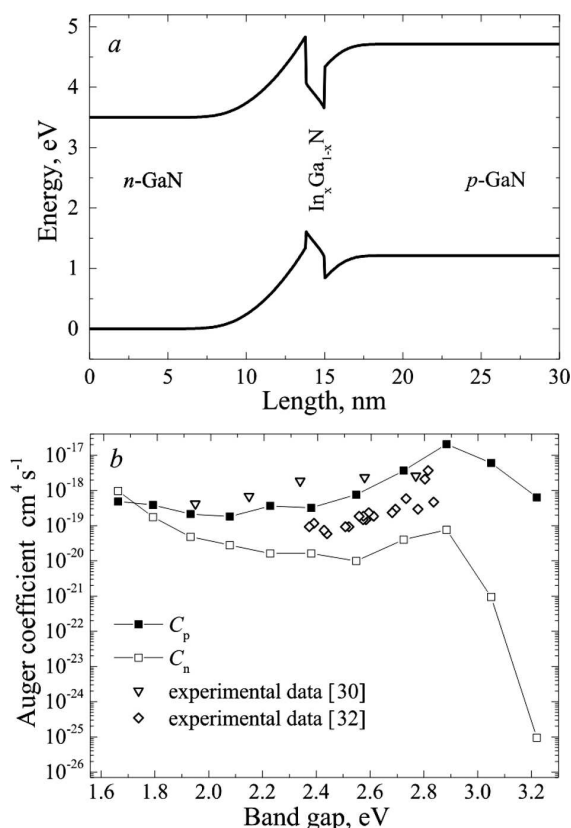 a
5
4
3
2
1
0
Energy, eV
n-GaN
InxGa1-xN
p-GaN
0 5 10 15 20 25 30
Length, nm
b
10-17
10-18
10-19
10-20
10-21
10-22
10-23
10-24
10-25
10-26
Auger coefficient cm4 s-1
Cp
Cn
experimental data [30]
experimental data [32]
1.6 1.8 2.0 2.2 2.4 2.6 2.8 3.0 3.2
Band gap, eV